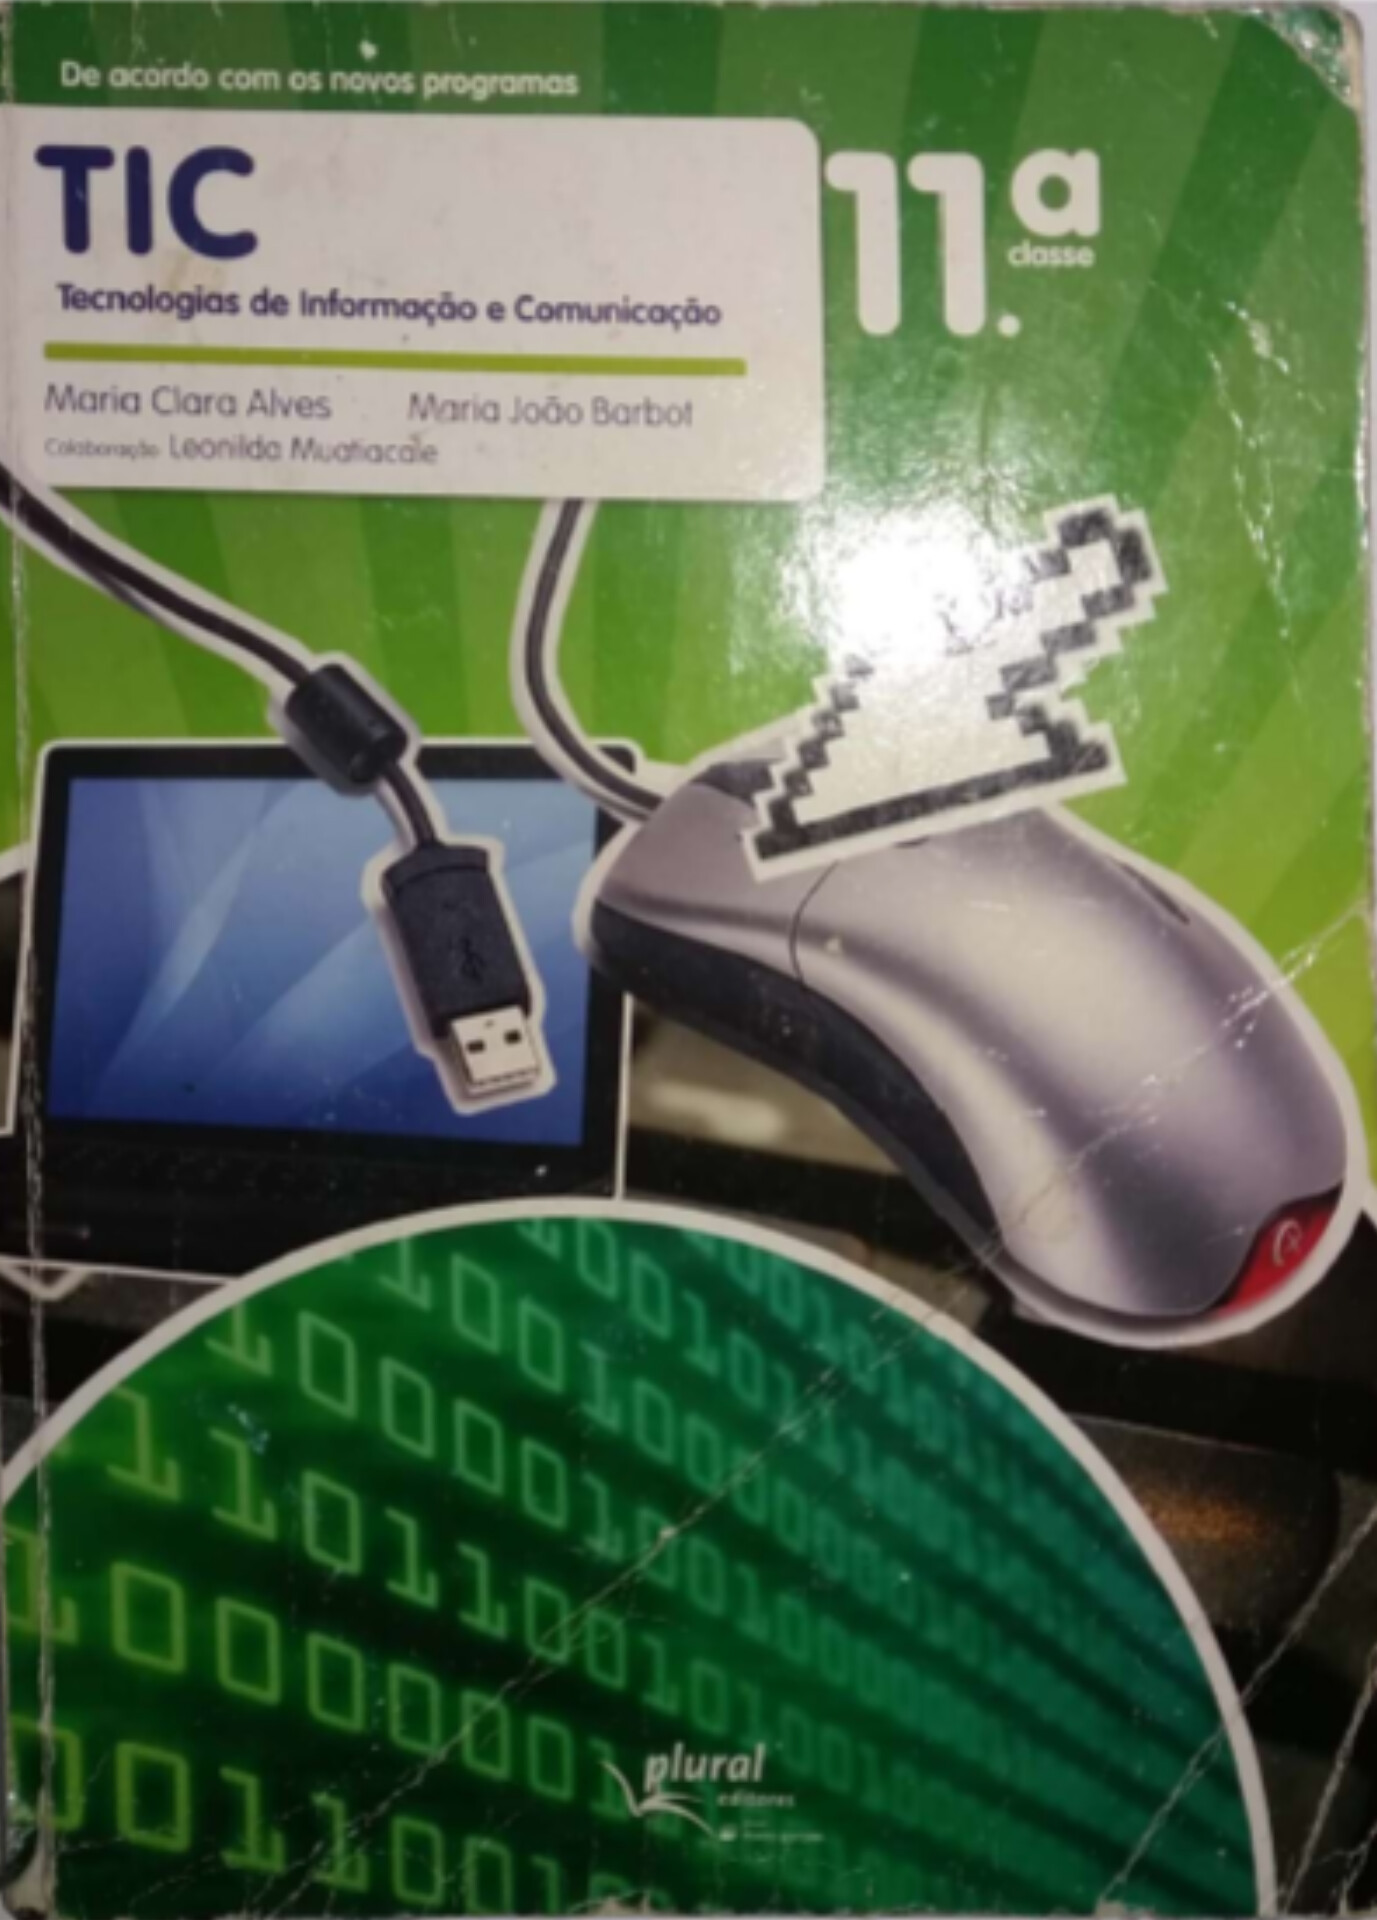 De acordo com os novos programas
TIC
11.ª
classe
Tecnologias de Informação e Comunicação
Maria Clara Alves Maria João Barbot
Colaboração Leonilda Muatiacale
plural
editores